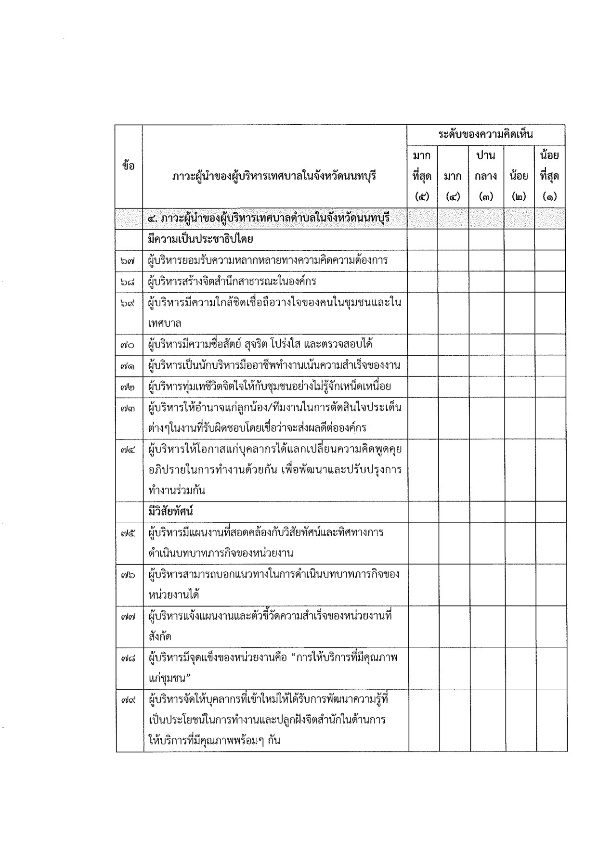 ระดับของความคิดเห็น
ข้อ
ภาวะผู้นำของผู้บริหารเทศบาลในจังหวัดนนทบุรี
มาก
ที่สุด
(๕)
มาก
(๔)
ปาน
กลาง
(๓)
น้อย
(๒)
น้อย
ที่สุด
(๑)
๔. ภาวะผู้นำของผู้บริหารเทศบาลตำบลในจังหวัดนนทบุรี
มีความเป็นประชาธิปไตย
๖๗ ผู้บริหารยอมรับความหลากหลายทางความคิดความต้องการ
๖๘ ผู้บริหารสร้างจิตสำนึกสาธารณะในองค์กร
๖๙ ผู้บริหารมีความใกล้ชิดเชื่อถือวางใจของคนในชุมชนและใน
เทศบาล
๗๐ ผู้บริหารมีความซื่อสัตย์ สุจริต โปร่งใส และตรวจสอบได้
๗๑ ผู้บริหารเป็นนักบริหารมืออาชีพทำงานเน้นความสำเร็จของงาน
๗๒ ผู้บริหารทุ่มเทชีวิตจิตใจให้กับชุมชนอย่างไม่รู้จักเหน็ดเหนื่อย
๗๓ ผู้บริหารให้อำนาจแก่ลูกน้อง/ทีมงานในการตัดสินใจประเด็น
ต่างๆในงานที่รับผิดชอบโดยเชื่อว่าจะส่งผลดีต่อองค์กร
๗๔ ผู้บริหารให้โอกาสแก่บุคลากรได้แลกเปลี่ยนความคิดพูดคุย
อภิปรายในการทำงานด้วยกัน เพื่อพัฒนาและปรับปรุงการ
ทำงานร่วมกัน
มีวิสัยทัศน์
๗๕ ผู้บริหารมีแผนงานที่สอดคล้องกับวิสัยทัศน์และทิศทางการ
ดำเนินบทบาทภารกิจของหน่วยงาน
๗๖ ผู้บริหารสามารถบอกแนวทางในการดำเนินบทบาทภารกิจของ
หน่วยงานได้
๗๗ ผู้บริหารแจ้งแผนงานและตัวชี้วัดความสำเร็จของหน่วยงานที่
สังกัด
๗๘ ผู้บริหารมีจุดแข็งของหน่วยงานคือ "การให้บริการที่มีคุณภาพ
แก่ชุมชน"
๗๙ ผู้บริหารจัดให้บุคลากรที่เข้าใหม่ให้ได้รับการพัฒนาความรู้ที่
เป็นประโยชน์ในการทำงานและปลูกฝังจิตสำนักในด้านการ
ให้บริการที่มีคุณภาพพร้อมๆ กัน